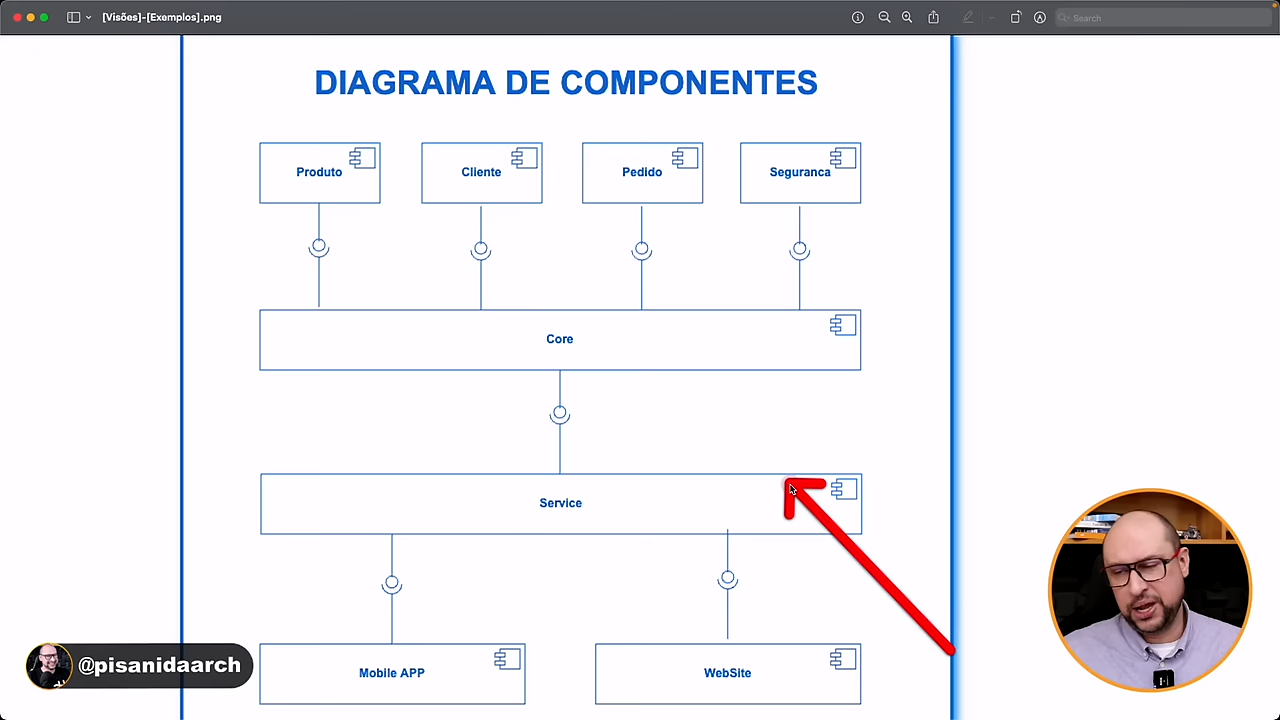 [Visões]-[Exemplos].png
Search
DIAGRAMA DE COMPONENTES
Produto
Cliente
Pedido
Seguranca
Core
Service
Mobile APP
WebSite
@pisanidaarch